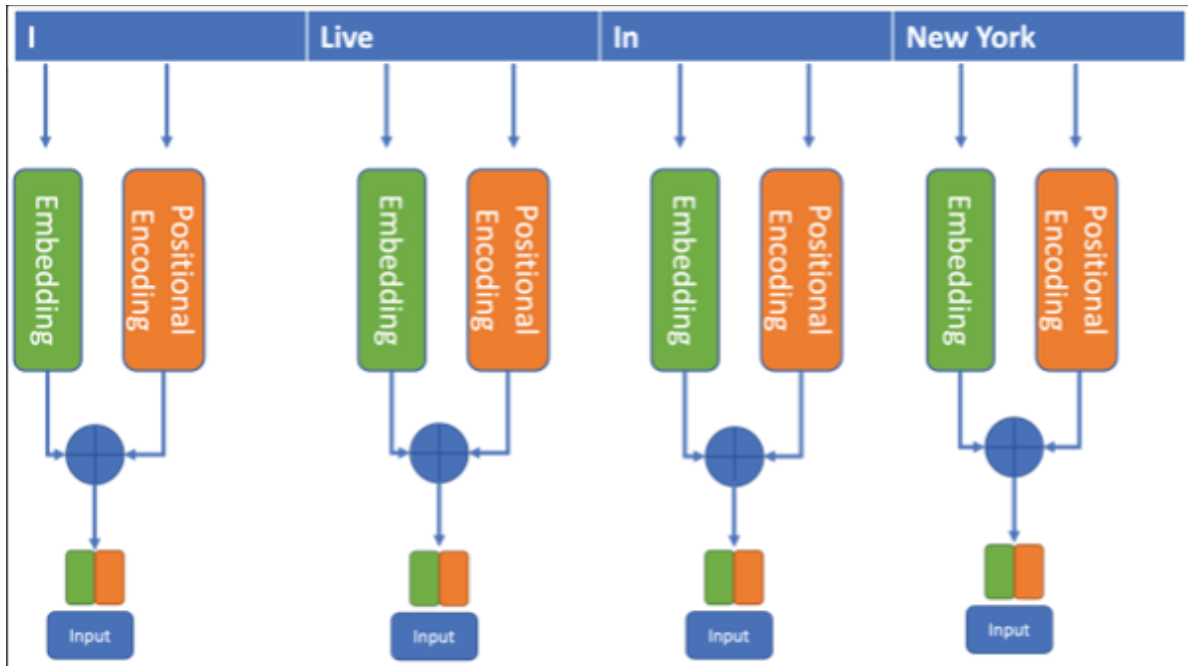 I
Live
In
New York
Embedding
Positional
Encoding
Embedding
Positional
Encoding
Embedding
Positional
Encoding
Embedding
Positional
Encoding
Input
Input
Input
Input